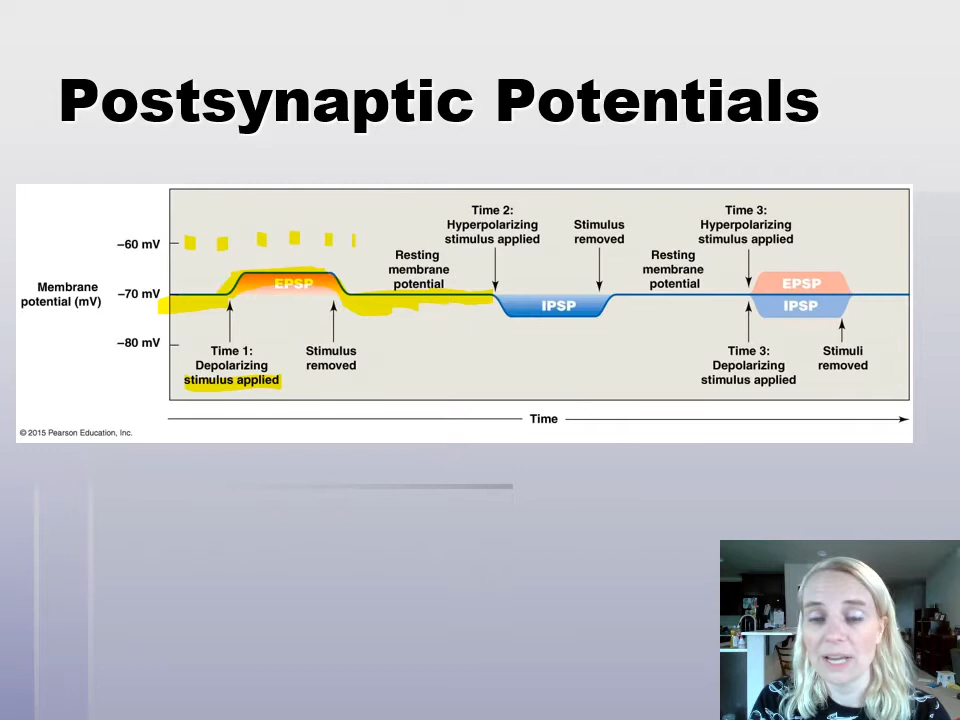 Postsynaptic Potentials
Membrane
potential (mV)
–60 mV
–70 mV
–80 mV
EPSP
Time 1:
Depolarizing
stimulus applied
Stimulus
removed
Resting
membrane
potential
Time 2:
Hyperpolarizing
stimulus applied
Stimulus
removed
IPSP
Resting
membrane
potential
Time 3:
Hyperpolarizing
stimulus applied
EPSP
IPSP
Time 3:
Depolarizing
stimulus applied
Stimuli
removed
Time
© 2015 Pearson Education, Inc.